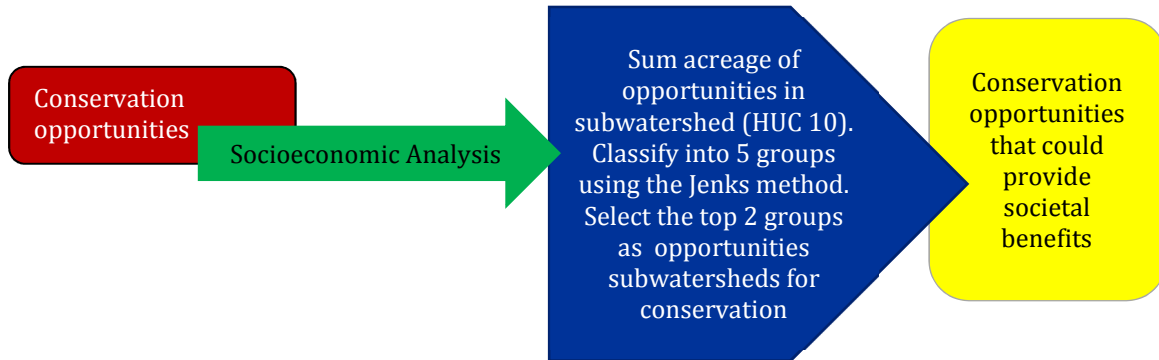 Conservation
opportunities
Socioeconomic Analysis
Sum acreage of
opportunities in
subwatershed (HUC 10).
Classify into 5 groups
using the Jenks method.
Select the top 2 groups
as opportunities
subwatersheds for
conservation
Conservation
opportunities
that could
provide
societal
benefits